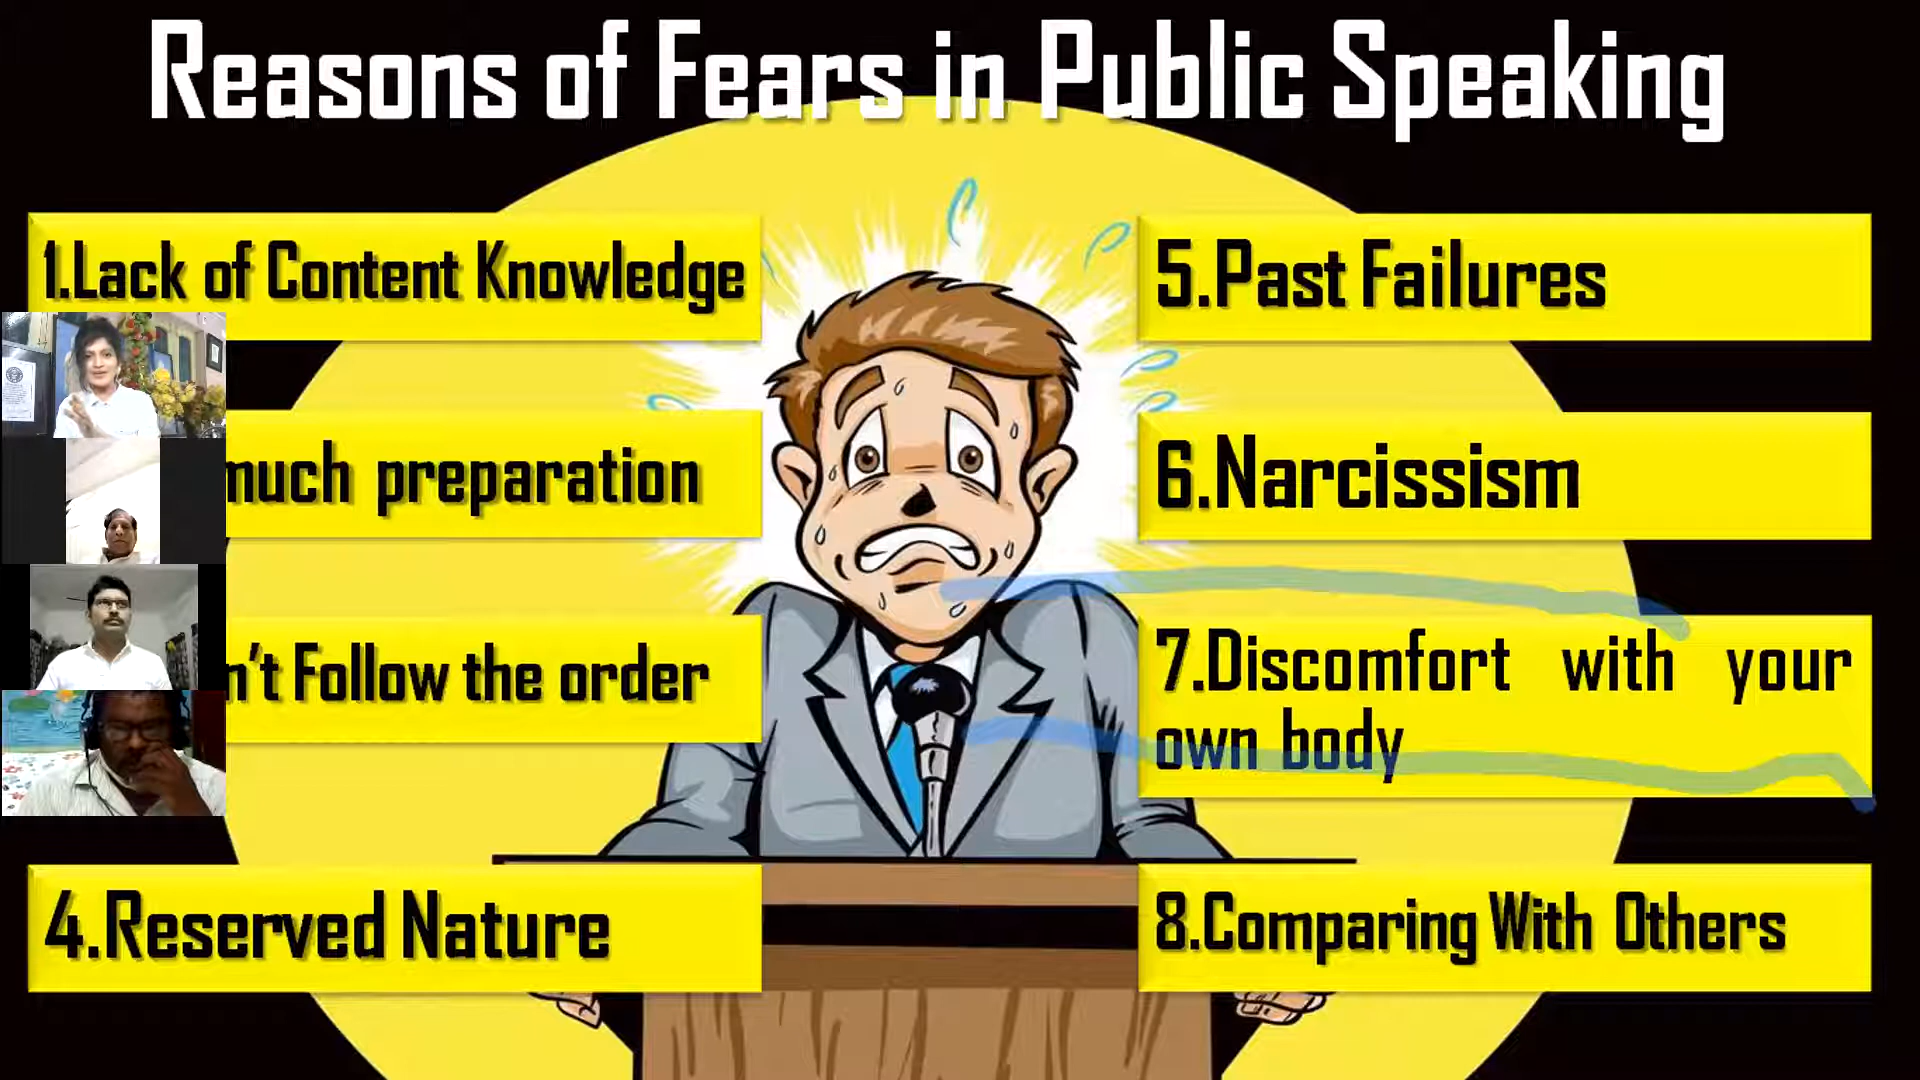 Reasons of Fears in Public Speaking
1.Lack of Content Knowledge
much preparation
n't Follow the order
4.Reserved Nature
5.Past Failures
6.Narcissism
7.Discomfort with your
own body
8.Comparing With Others